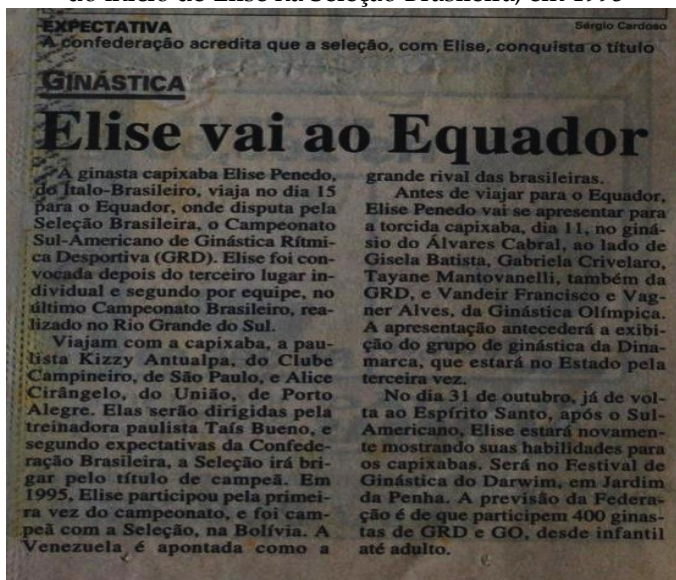 do início de Elise na Seleção Brasileira, em 1995
EXPECTATIVA
Sérgio Cardoso
A confederação acredita que a seleção, com Elise, conquista o título
GINÁSTICA
Elise vai ao Equador
A ginasta capixaba Elise Penedo,
do Ítalo-Brasileiro, viaja no dia 15
para o Equador, onde disputa pela
Seleção Brasileira, o Campeonato
Sul-Americano de Ginástica Rítmi-
ca Desportiva (GRD). Elise foi con-
vocada depois do terceiro lugar in-
dividual e segundo por equipe, no
último Campeonato Brasileiro, rea-
lizado no Rio Grande do Sul.
Viajam com a capixaba, a pau-
lista Kizzy Antualpa, do Clube
Campineiro, de São Paulo, e Alice
Cirângelo, do União, de Porto
Alegre. Elas serão dirigidas pela
treinadora paulista Taís Bueno, e
segundo expectativas da Confede-
ração Brasileira, a Seleção irá bri-
gar pelo título de campeã. Em
1995, Elise participou pela primei-
ra vez do campeonato, e foi cam-
peã com a Seleção, na Bolívia. A
Venezuela é apontada como a
grande rival das brasileiras.
Antes de viajar para o Equador,
Elise Penedo vai se apresentar para
a torcida capixaba, dia 11, no giná-
sio do Álvares Cabral, ao lado de
Gisela Batista, Gabriela Crivelaro,
Tayane Mantovanelli, também da
GRD, e Vandeir Francisco e Vag-
ner Alves, da Ginástica Olímpica.
A apresentação antecederá a exibi-
ção do grupo de ginástica da Dina-
marca, que estará no Estado pela
terceira vez.
No dia 31 de outubro, já de vol-
ta ao Espírito Santo, após o Sul-
Americano, Elise estará novamen-
te mostrando suas habilidades para
os capixabas. Será no Festival de
Ginástica do Darwim, em Jardim
da Penha. A previsão da Federa-
ção é de que participem 400 ginas-
tas de GRD e GO, desde infantil
até adulto.